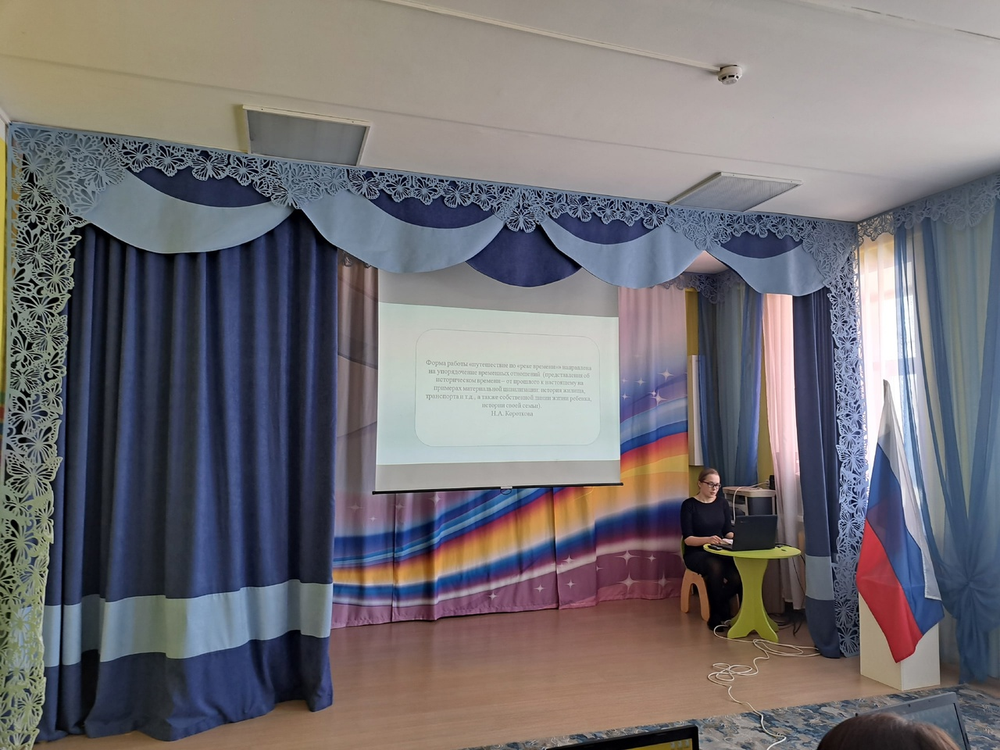 Форма работы «путешествие по «реке времени» направлена
на упорядочение временных отношений (представления об
историческом времени – от прошлого к настоящему на
примерах материальной цивилизации: история жилища,
транспорта и т.д., а также собственной линии жизни ребенка,
истории своей семьи).
Н.А. Короткова